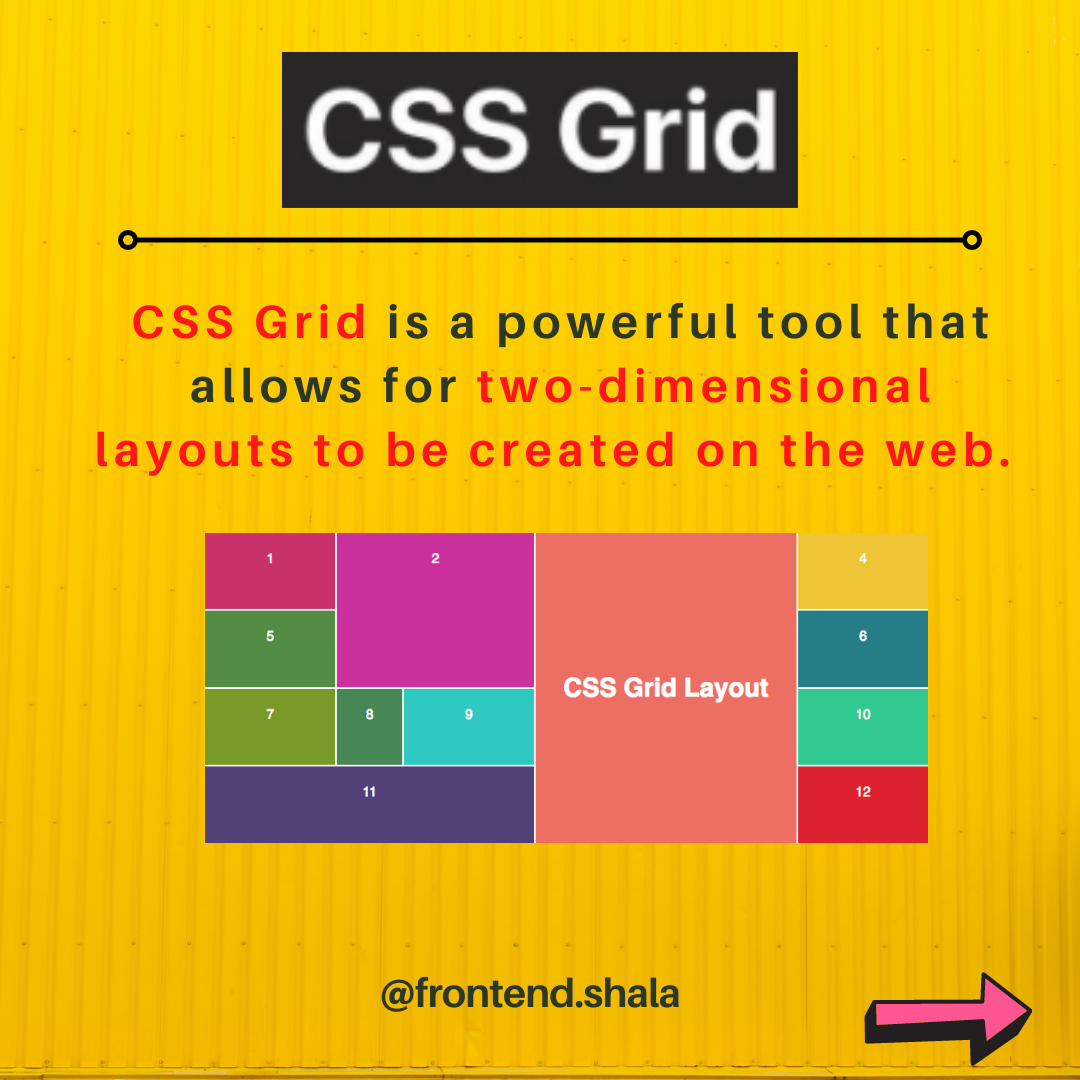 CSS Grid
CSS Grid is a powerful tool that
allows for two-dimensional
layouts to be created on the web.
1
2
4
5
6
CSS Grid Layout
7
8
9
10
11
12
@frontend.shala